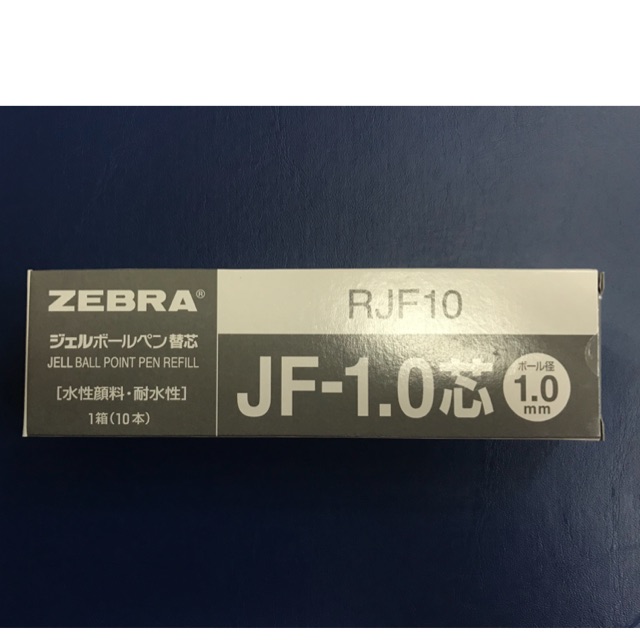 ZEBRA®
ジェルボールペン替芯
JELL BALL POINT PEN REFILL
[水性顔料・耐水性]
1箱(10本)
RJF10
JF-1.0芯
ボール径
1.0
mm